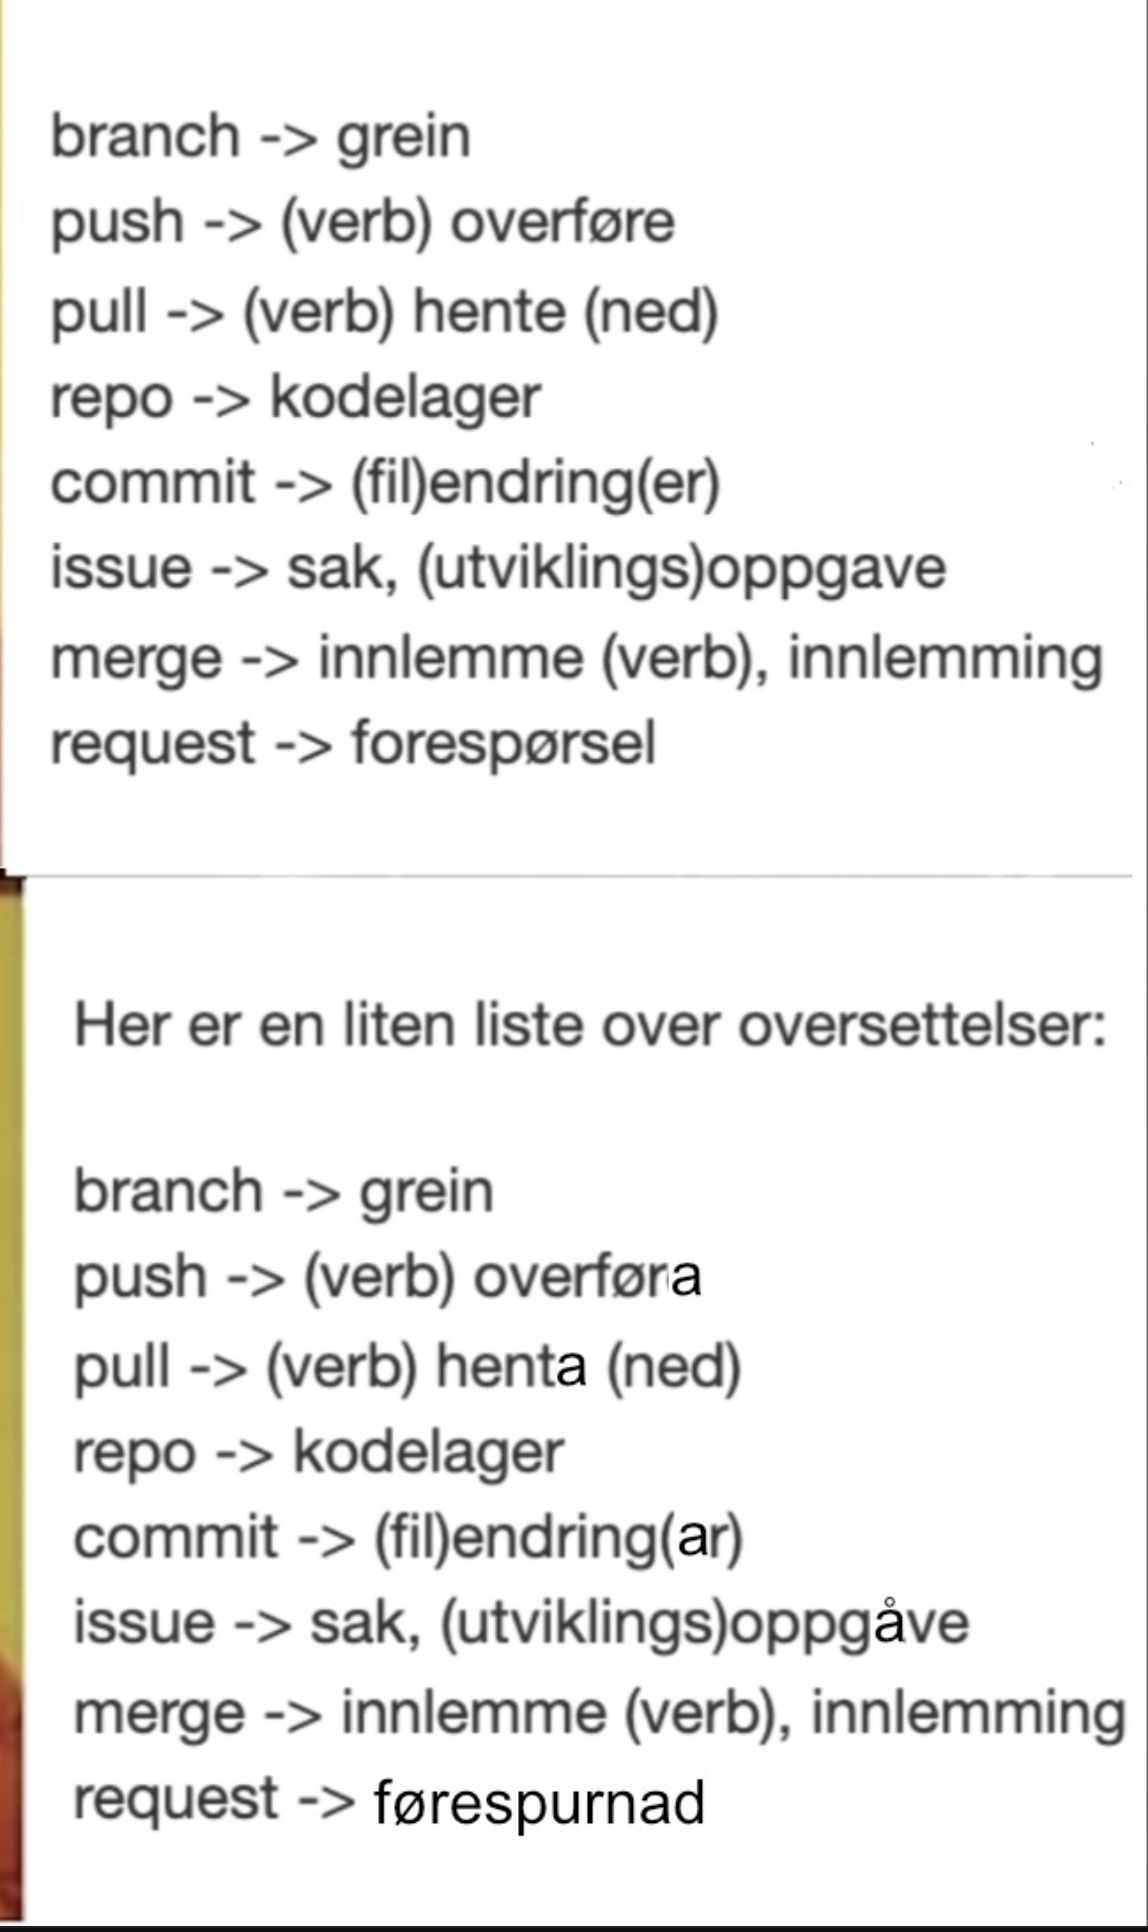 branch -> grein
push -> (verb) overføre
pull -> (verb) hente (ned)
repo -> kodelager
commit -> (fil)endring(er)
issue -> sak, (utviklings)oppgave
merge -> innlemme (verb), innlemming
request -> forespørsel
Her er en liten liste over oversettelser:
branch -> grein
push -> (verb) overføra
pull -> (verb) henta (ned)
repo -> kodelager
commit -> (fil)endring(ar)
issue -> sak, (utviklings)oppgåve
merge -> innlemme (verb), innlemming
request -> førespurnad